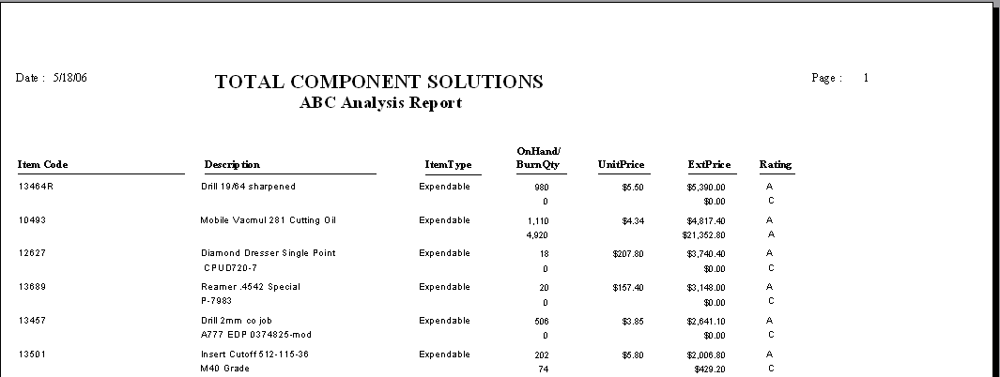 Date : 5/18/06 TOTAL COMPONENT SOLUTIONS Page : 1
ABC Analysis Report
OnHand/
Item Code Description ItemType BurnQty UnitPrice ExtPrice Rating
13464R Drill 19/64 sharpened Expendable 980 $5.50 $5,390.00 A
0 $0.00 C
10493 Mobile Vacmul 281 Cutting Oil Expendable 1,110 $4.34 $4,817.40 A
4,920 $21,352.80 A
12627 Diamond Dresser Single Point Expendable 18 $207.80 $3,740.40 A
CPUD720-7 0 $0.00 C
13689 Reamer .4542 Special Expendable 20 $157.40 $3,148.00 A
P-7983 0 $0.00 C
13457 Drill 2mm co job Expendable 506 $3.85 $2,641.10 A
A777 EDP 0374825-mod 0 $0.00 C
13501 Insert Cutoff 512-115-36 Expendable 202 $5.80 $2,006.80 A
M40 Grade 74 $429.20 C